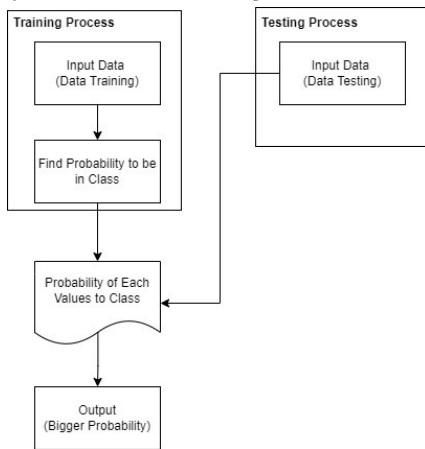 Training Process
Input Data
(Data Training)
Find Probability to be
in Class
Testing Process
Input Data
(Data Testing)
Probability of Each
Values to Class
Output
(Bigger Probability)